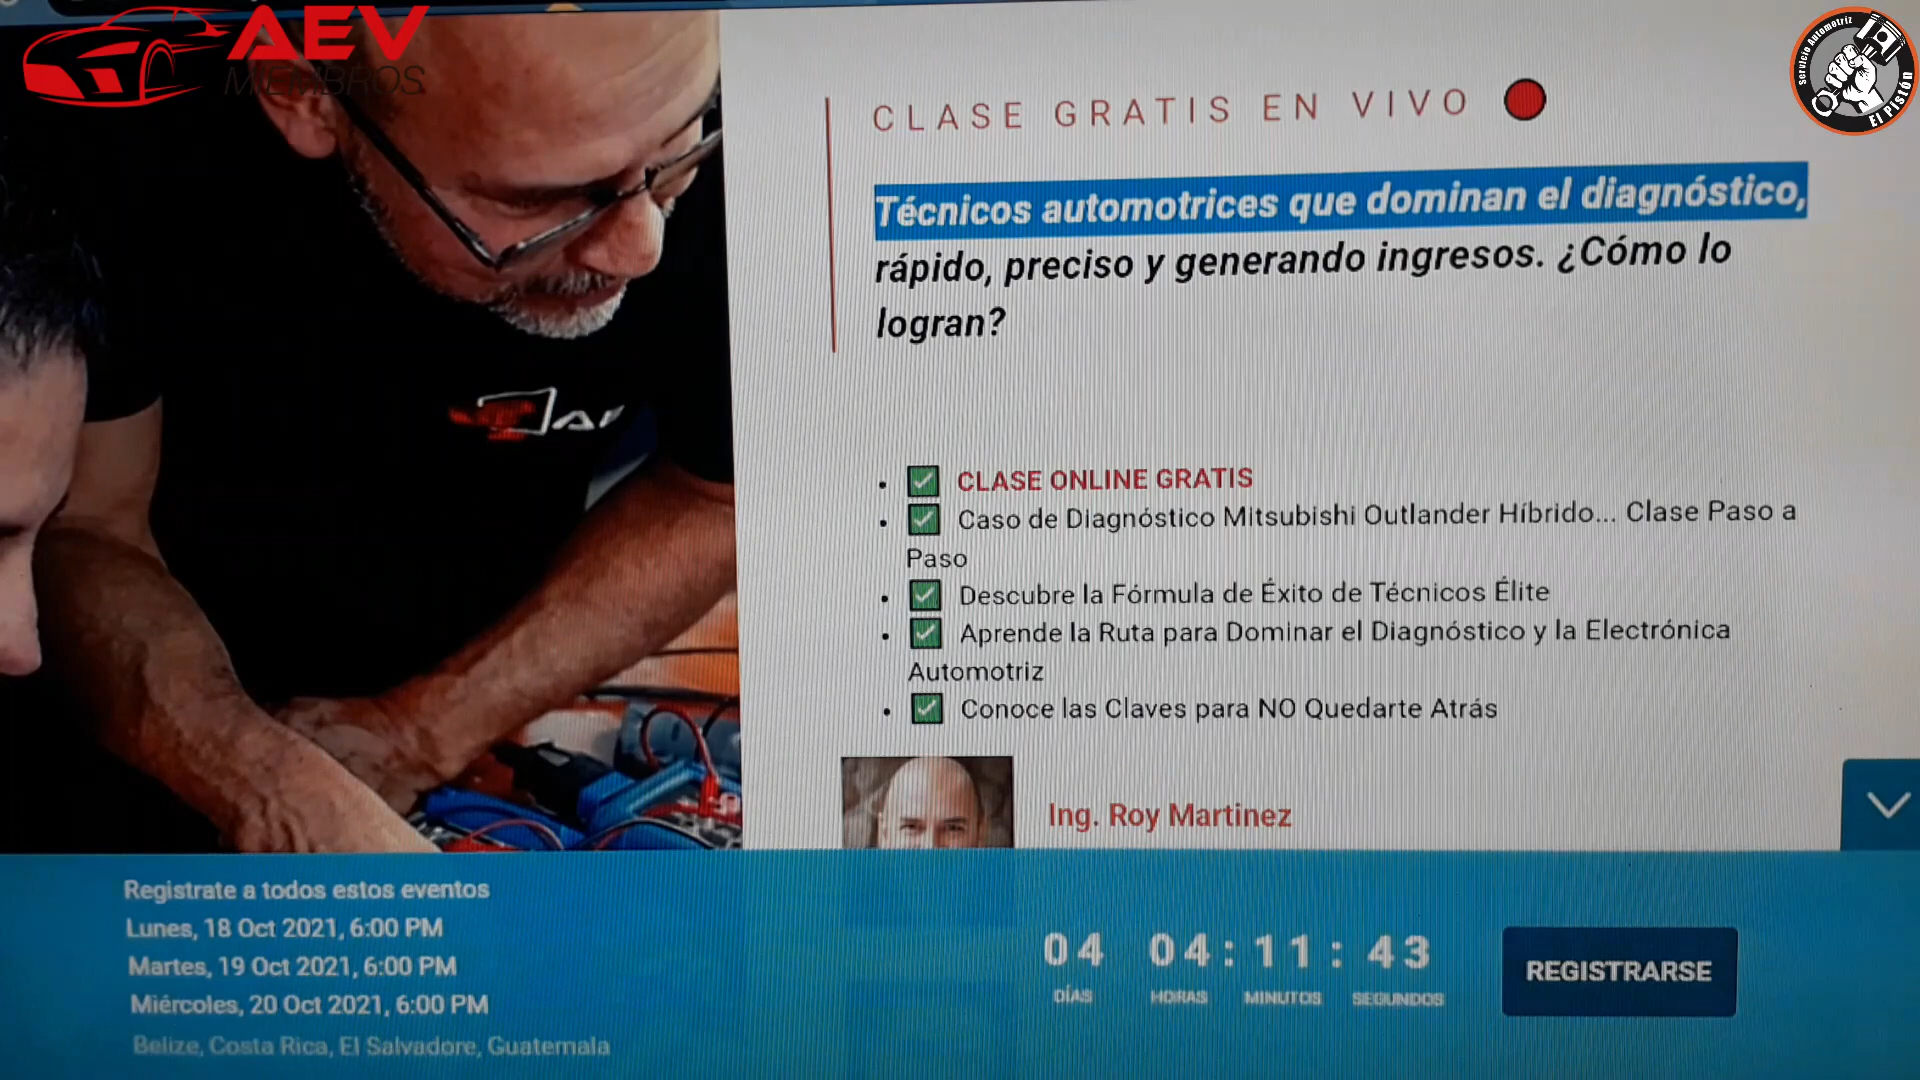 AEV
MIEMBROS
Servicio Automotriz
El Pistón
CLASE GRATIS EN VIVO
Técnicos automotrices que dominan el diagnóstico,
rápido, preciso y generando ingresos. ¿Cómo lo
logran?
CLASE ONLINE GRATIS
Caso de Diagnóstico Mitsubishi Outlander Híbrido... Clase Paso a
Paso
Descubre la Fórmula de Éxito de Técnicos Élite
Aprende la Ruta para Dominar el Diagnóstico y la Electrónica
Automotriz
Conoce las Claves para NO Quedarte Atrás
Ing. Roy Martinez
Registrate a todos estos eventos
Lunes, 18 Oct 2021, 6:00 PM
Martes, 19 Oct 2021, 6:00 PM
Miércoles, 20 Oct 2021, 6:00 PM
Belize, Costa Rica, El Salvadore, Guatemala
04 04: 11: 43
DÍAS HORAS MINUTOS SEGUNDOS
REGISTRARSE